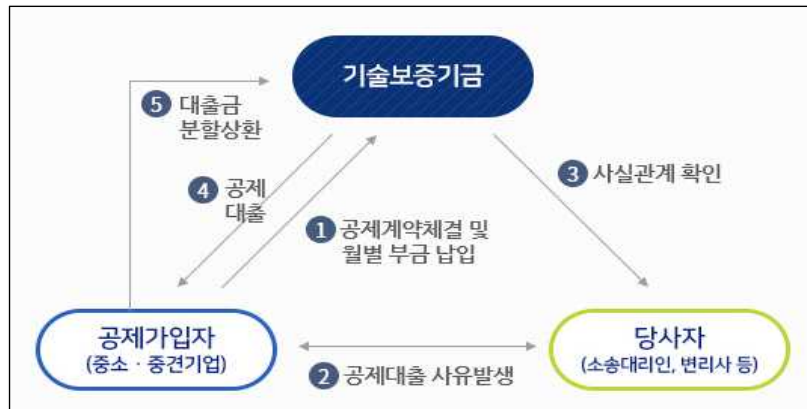 기술보증기금
5 대출금
분할상환
4 공제
대출
3 사실관계 확인
1 공제계약체결 및
월별 부금 납입
공제가입자
(중소 · 중견기업)
2 공제대출 사유발생
당사자
(소송대리인, 변리사 등)